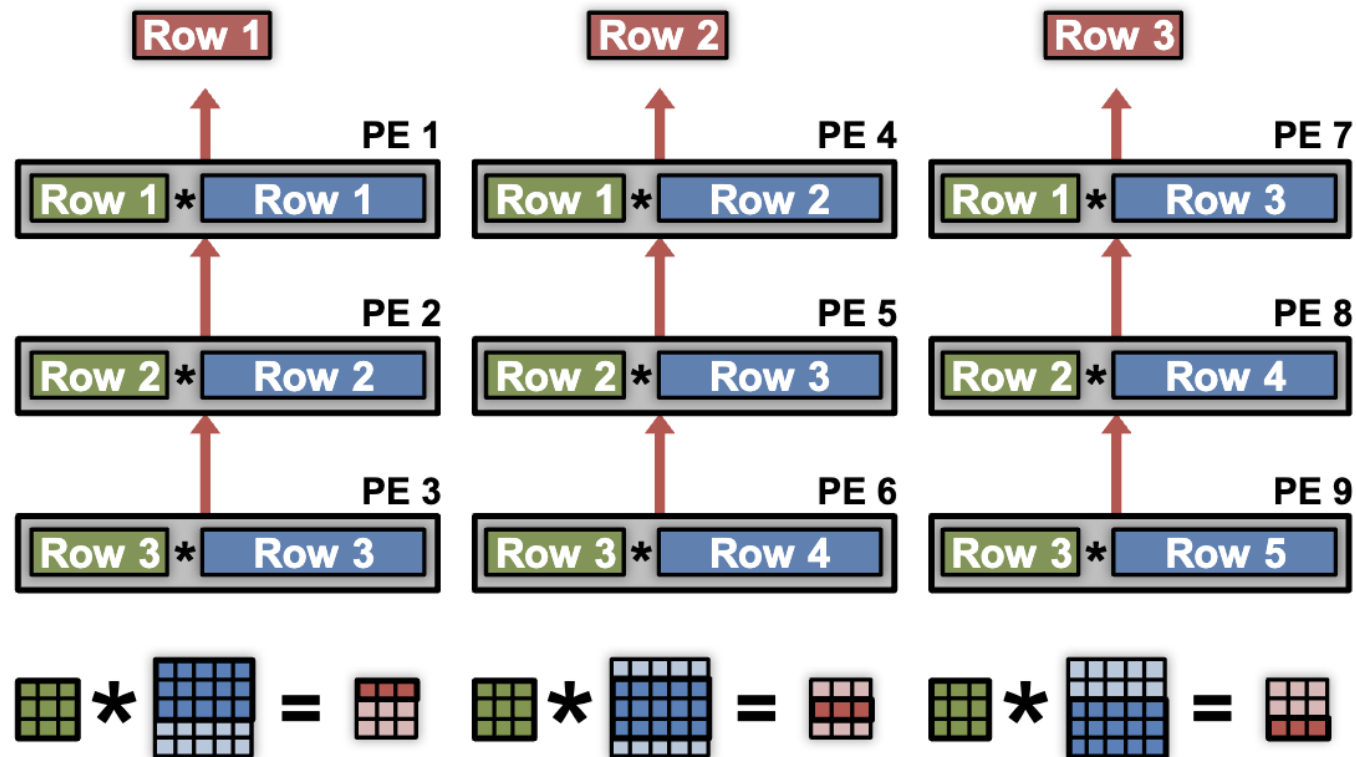 Row 1 Row 2 Row 3
PE 1 PE 4 PE 7
Row 1 * Row 1 Row 1 * Row 2 Row 1 * Row 3
PE 2 PE 5 PE 8
Row 2 * Row 2 Row 2 * Row 3 Row 2 * Row 4
PE 3 PE 6 PE 9
Row 3 * Row 3 Row 3 * Row 4 Row 3 * Row 5
* = * = * =